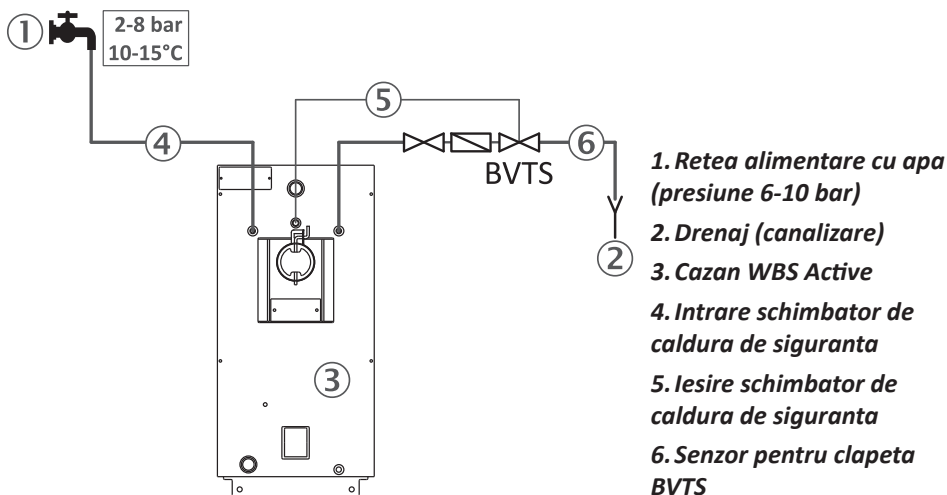 1
2-8 bar
10-15°C
5
4
6
BVTS
2
3
1. Retea alimentare cu apa
(presiune 6-10 bar)
2. Drenaj (canalizare)
3. Cazan WBS Active
4. Intrare schimbator de
caldura de siguranta
5. Iesire schimbator de
caldura de siguranta
6. Senzor pentru clapeta
BVTS